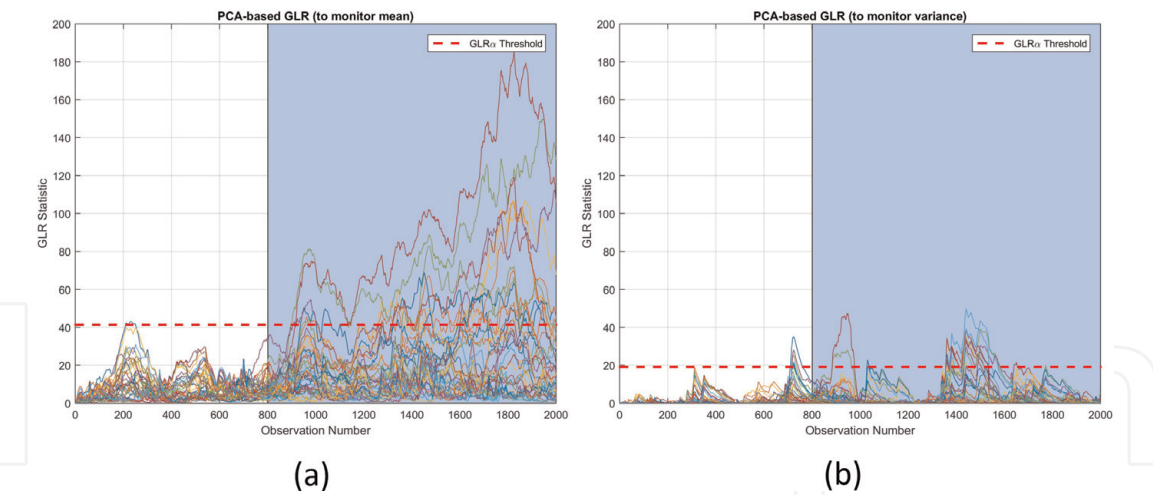 PCA-based GLR (to monitor mean)
200
180
160
140
120
100
80
60
40
20
0
GLR Statistic
GLRα Threshold
0 200 400 600 800 1000 1200 1400 1600 1800 2000
Observation Number
(a)
PCA-based GLR (to monitor variance)
200
180
160
140
120
100
80
60
40
20
0
GLR Statistic
GLRα Threshold
0 200 400 600 800 1000 1200 1400 1600 1800 2000
Observation Number
(b)